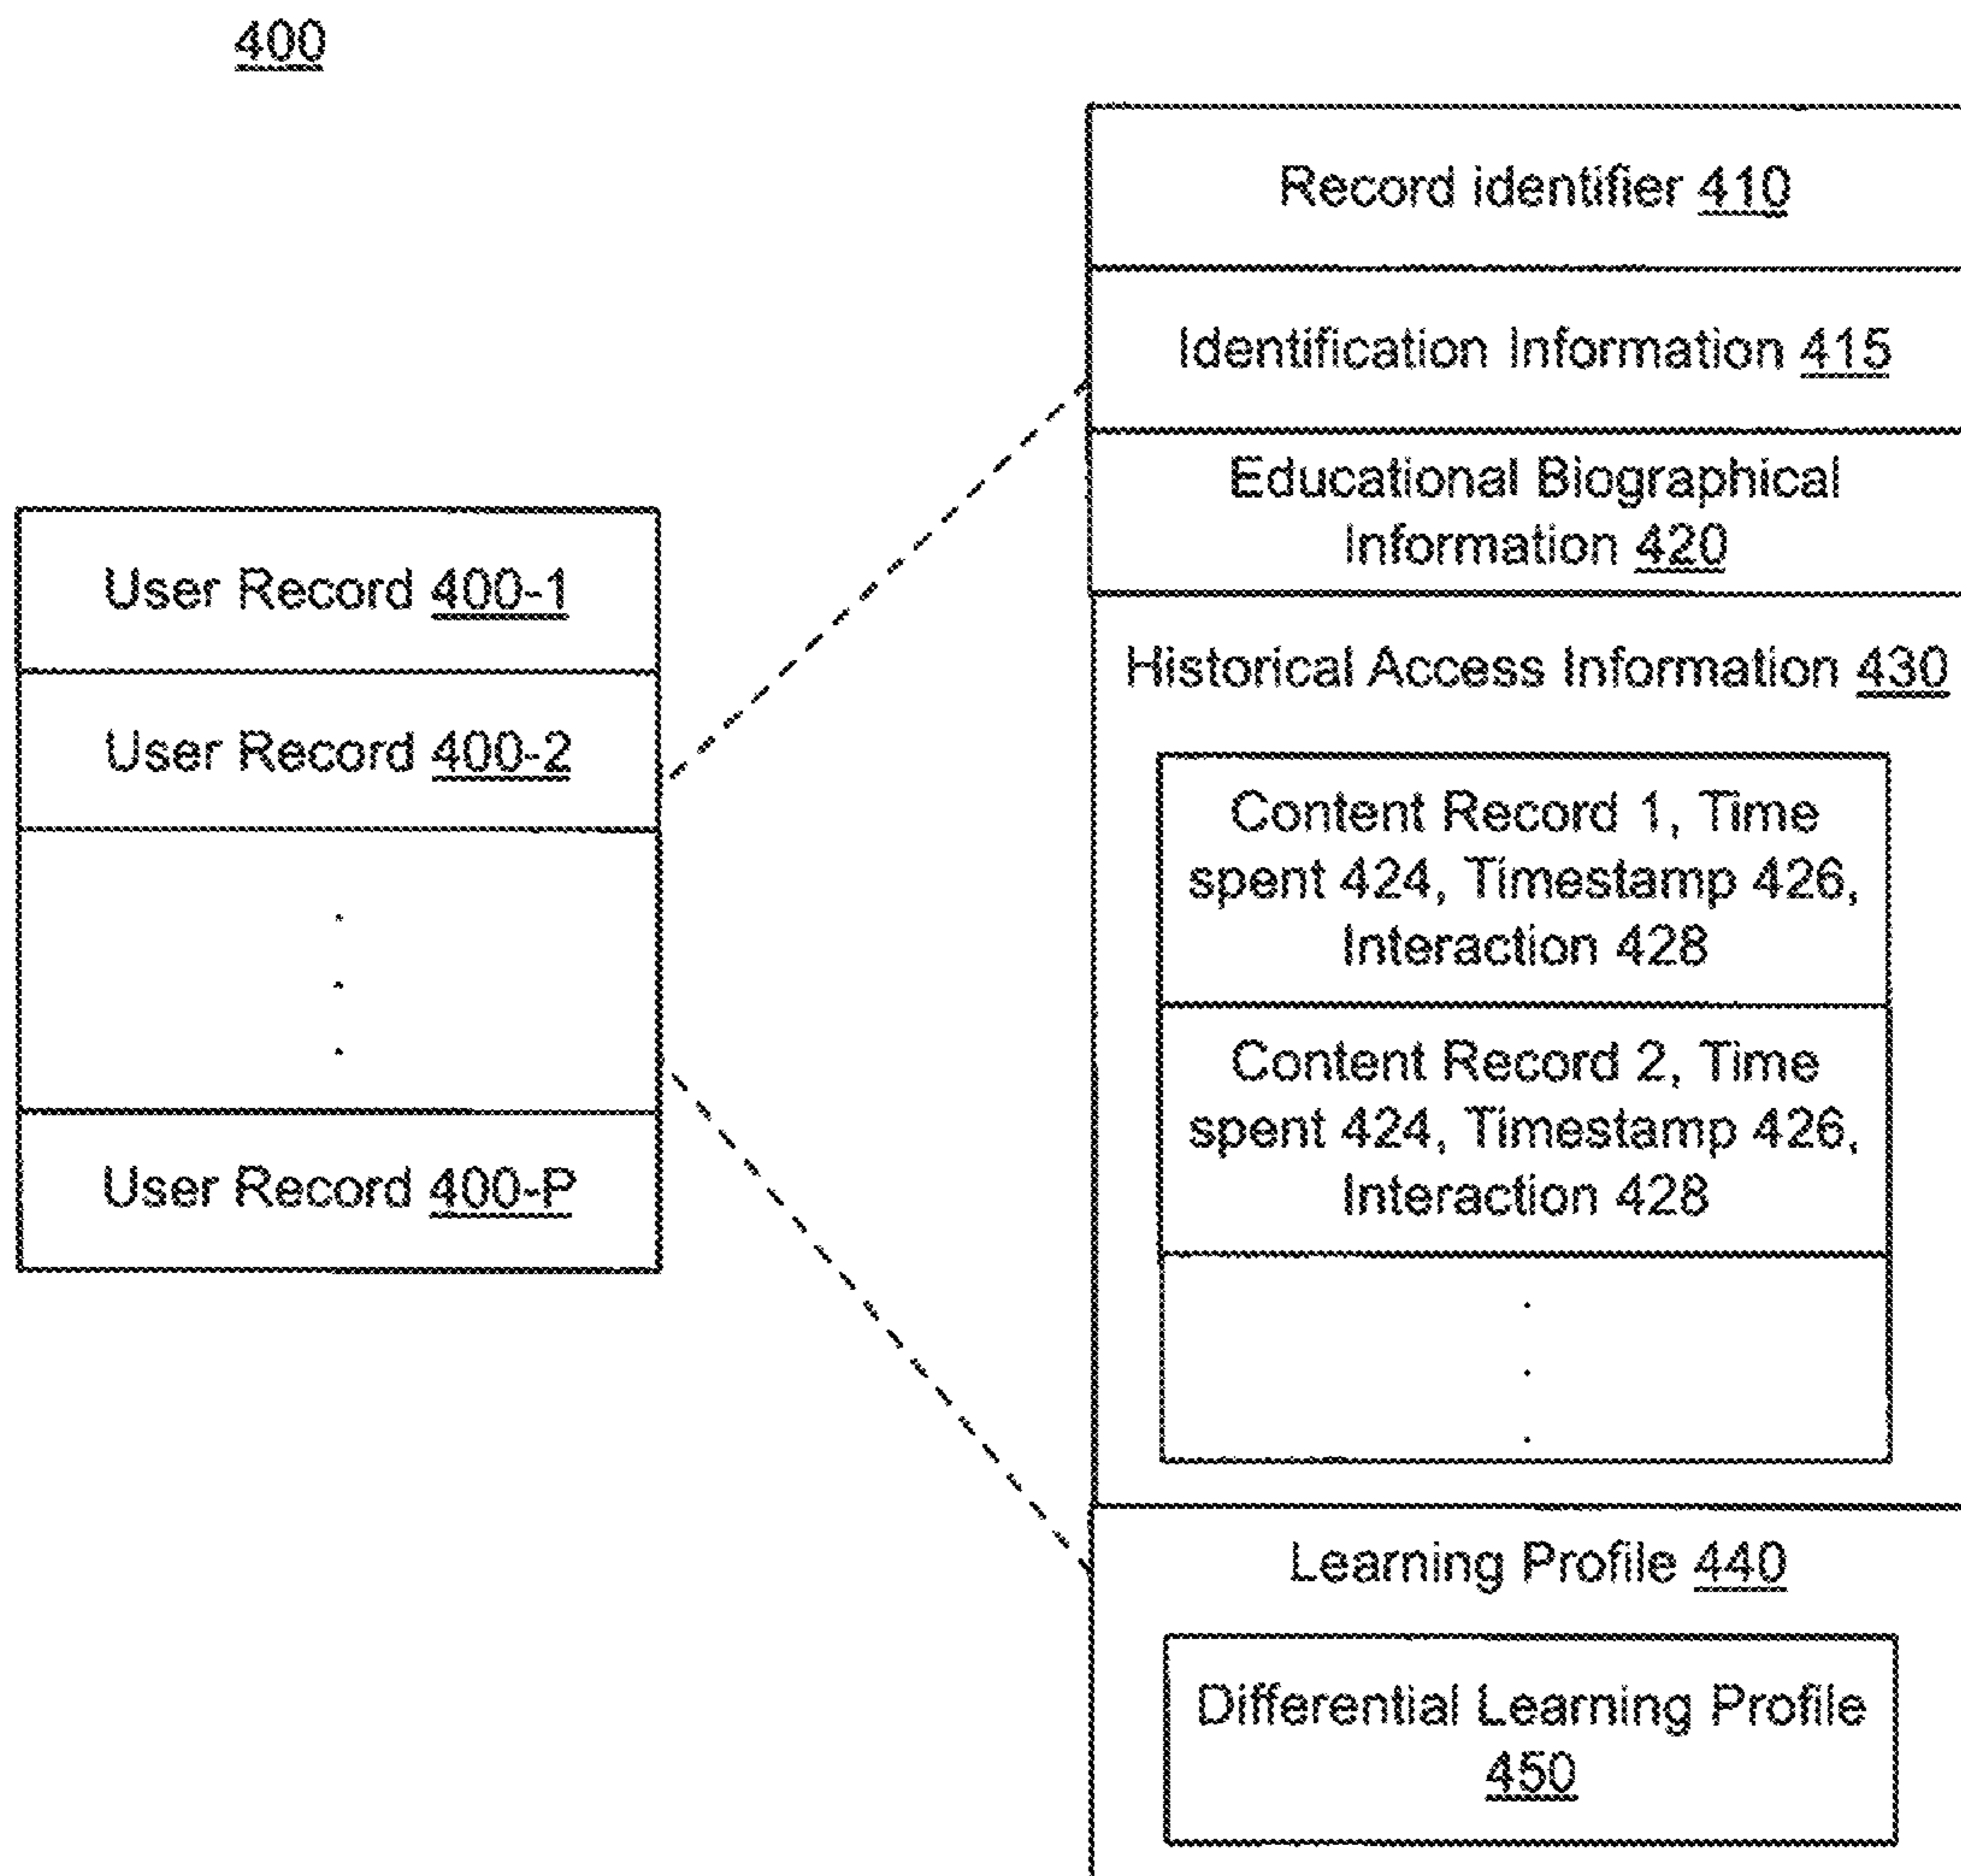 400
User Record 400-1
User Record 400-2
User Record 400-P
Record identifier 410
Identification Information 415
Educational Biographical
Information 420
Historical Access Information 430
Content Record 1, Time
spent 424, Timestamp 426,
Interaction 428
Content Record 2, Time
spent 424, Timestamp 426,
Interaction 428
Learning Profile 440
Differential Learning Profile
450